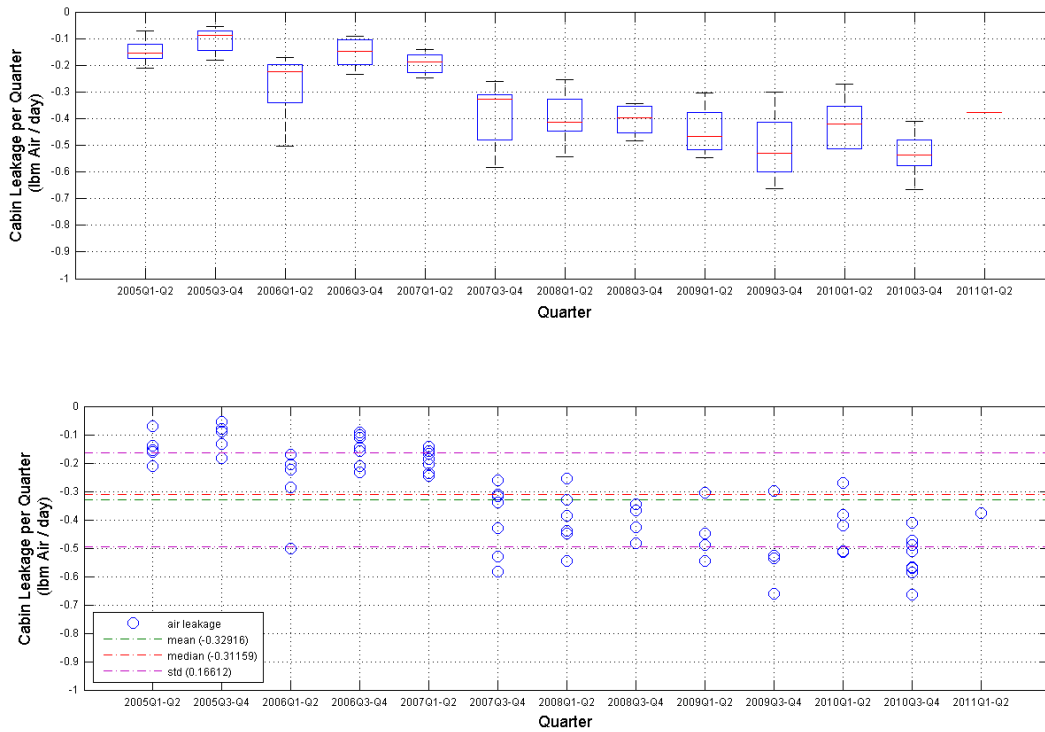 0
-0.1
-0.2
-0.3
-0.4
-0.5
-0.6
-0.7
-0.8
-0.9
-1
Cabin Leakage per Quarter
(lbm Air / day)
2005Q1-Q2 2005Q3-Q4 2006Q1-Q2 2006Q3-Q4 2007Q1-Q2 2007Q3-Q4 2008Q1-Q2 2008Q3-Q4 2009Q1-Q2 2009Q3-Q4 2010Q1-Q2 2010Q3-Q4 2011Q1-Q2
Quarter
0
-0.1
-0.2
-0.3
-0.4
-0.5
-0.6
-0.7
-0.8
-0.9
-1
Cabin Leakage per Quarter
(lbm Air / day)
air leakage
mean (-0.32916)
median (-0.31159)
std (0.16612)
2005Q1-Q2 2005Q3-Q4 2006Q1-Q2 2006Q3-Q4 2007Q1-Q2 2007Q3-Q4 2008Q1-Q2 2008Q3-Q4 2009Q1-Q2 2009Q3-Q4 2010Q1-Q2 2010Q3-Q4 2011Q1-Q2
Quarter